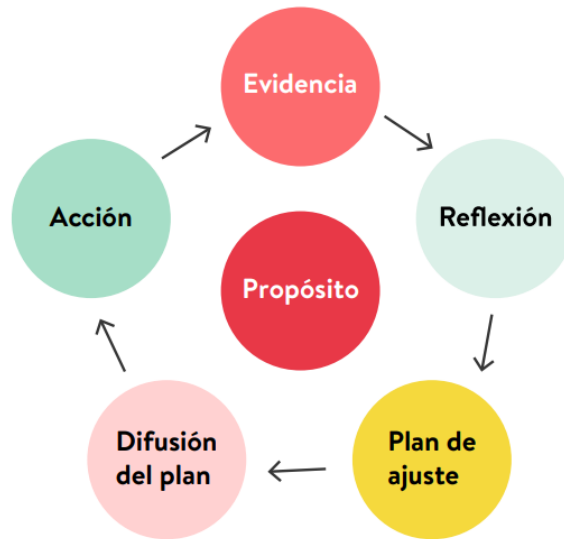 Evidencia
Reflexión
Plan de
ajuste
Difusión
del plan
Acción
Propósito